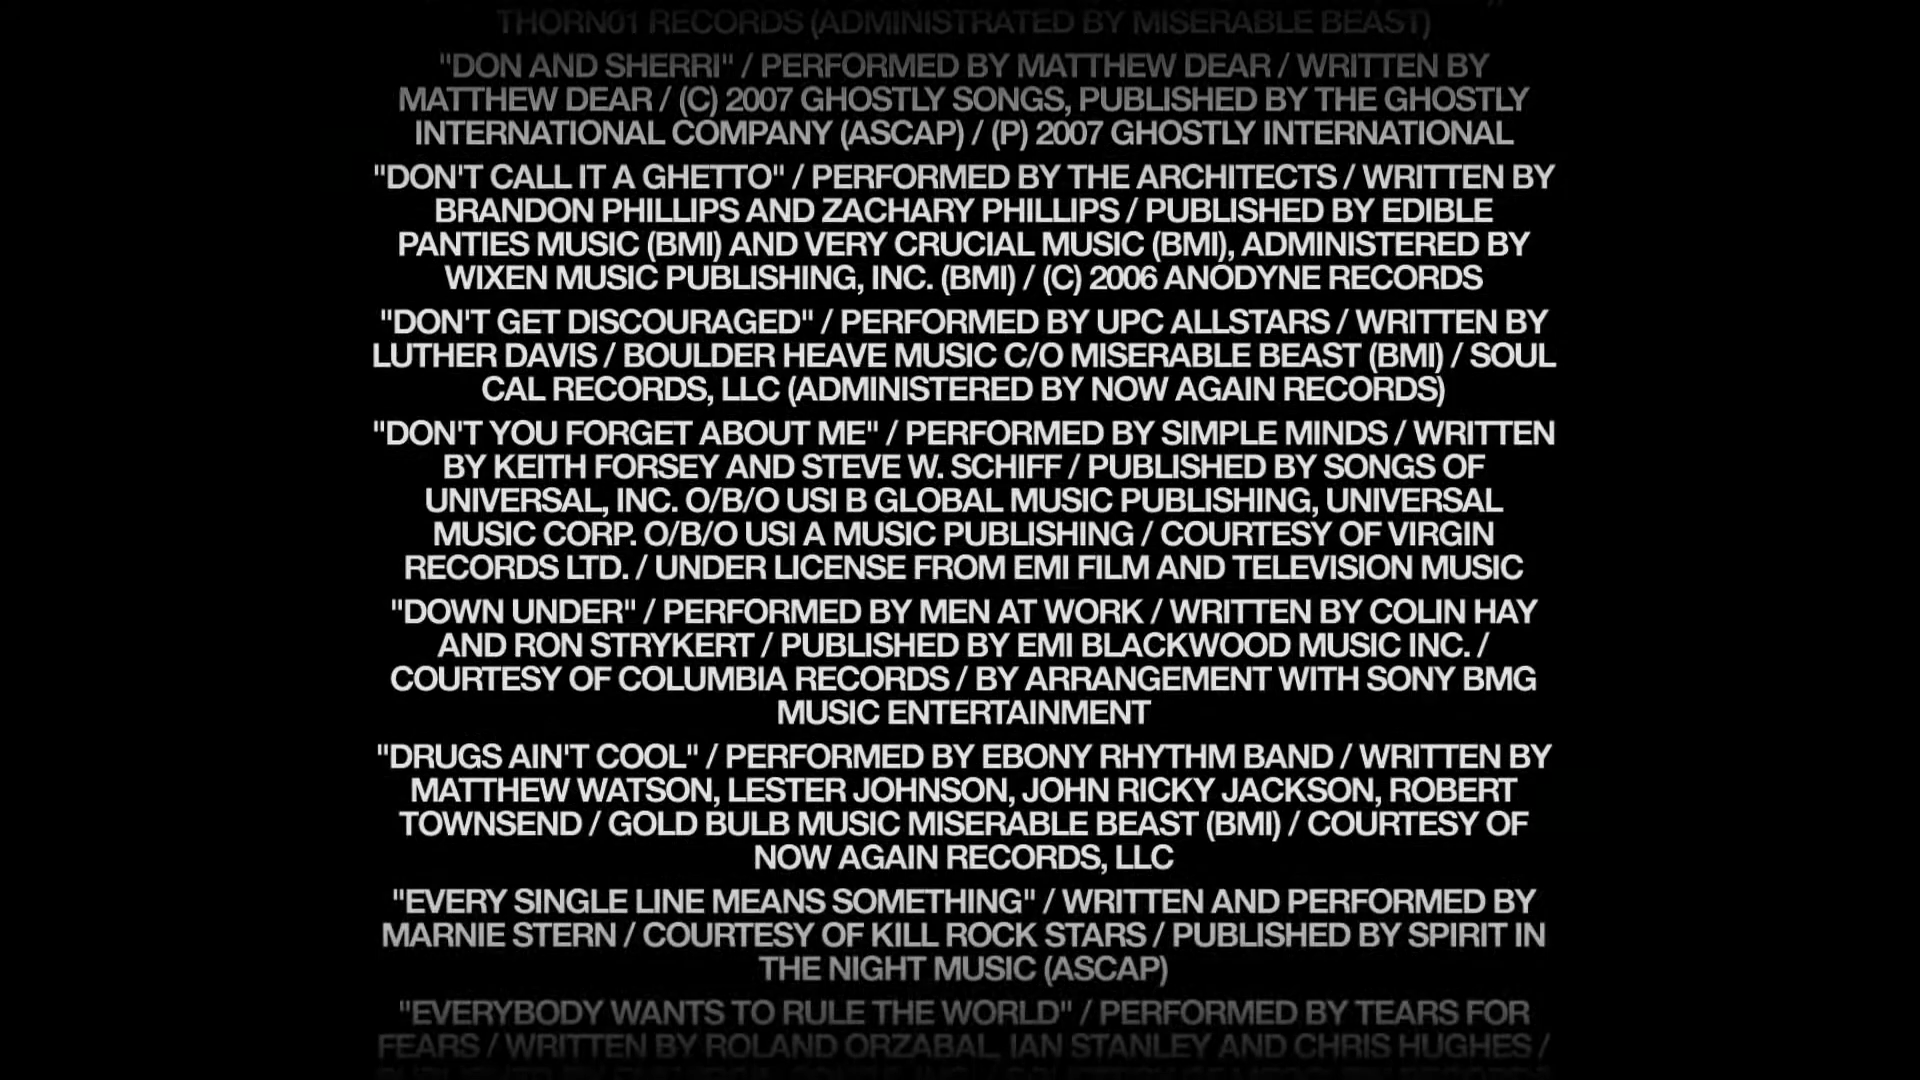 THORN01 RECORDS (ADMINISTRATED BY MISERABLE BEAST)
"DON AND SHERRI" / PERFORMED BY MATTHEW DEAR / WRITTEN BY
MATTHEW DEAR / (C) 2007 GHOSTLY SONGS, PUBLISHED BY THE GHOSTLY
INTERNATIONAL COMPANY (ASCAP) / (P) 2007 GHOSTLY INTERNATIONAL
"DON'T CALL IT A GHETTO" / PERFORMED BY THE ARCHITECTS / WRITTEN BY
BRANDON PHILLIPS AND ZACHARY PHILLIPS / PUBLISHED BY EDIBLE
PANTIES MUSIC (BMI) AND VERY CRUCIAL MUSIC (BMI), ADMINISTERED BY
WIXEN MUSIC PUBLISHING, INC. (BMI) / (C) 2006 ANODYNE RECORDS
"DON'T GET DISCOURAGED" / PERFORMED BY UPC ALLSTARS / WRITTEN BY
LUTHER DAVIS / BOULDER HEAVE MUSIC C/O MISERABLE BEAST (BMI) / SOUL
CAL RECORDS, LLC (ADMINISTERED BY NOW AGAIN RECORDS)
"DON'T YOU FORGET ABOUT ME" / PERFORMED BY SIMPLE MINDS / WRITTEN
BY KEITH FORSEY AND STEVE W. SCHIFF / PUBLISHED BY SONGS OF
UNIVERSAL, INC. O/B/O USI B GLOBAL MUSIC PUBLISHING, UNIVERSAL
MUSIC CORP. O/B/O USI A MUSIC PUBLISHING / COURTESY OF VIRGIN
RECORDS LTD. / UNDER LICENSE FROM EMI FILM AND TELEVISION MUSIC
"DOWN UNDER" / PERFORMED BY MEN AT WORK / WRITTEN BY COLIN HAY
AND RON STRYKERT / PUBLISHED BY EMI BLACKWOOD MUSIC INC. /
COURTESY OF COLUMBIA RECORDS / BY ARRANGEMENT WITH SONY BMG
MUSIC ENTERTAINMENT
"DRUGS AIN'T COOL" / PERFORMED BY EBONY RHYTHM BAND / WRITTEN BY
MATTHEW WATSON, LESTER JOHNSON, JOHN RICKY JACKSON, ROBERT
TOWNSEND / GOLD BULB MUSIC MISERABLE BEAST (BMI) / COURTESY OF
NOW AGAIN RECORDS, LLC
"EVERY SINGLE LINE MEANS SOMETHING" / WRITTEN AND PERFORMED BY
MARNIE STERN / COURTESY OF KILL ROCK STARS / PUBLISHED BY SPIRIT IN
THE NIGHT MUSIC (ASCAP)
"EVERYBODY WANTS TO RULE THE WORLD" / PERFORMED BY TEARS FOR
FEARS / WRITTEN BY ROLAND ORZABAL, IAN STANLEY AND CHRIS HUGHES /